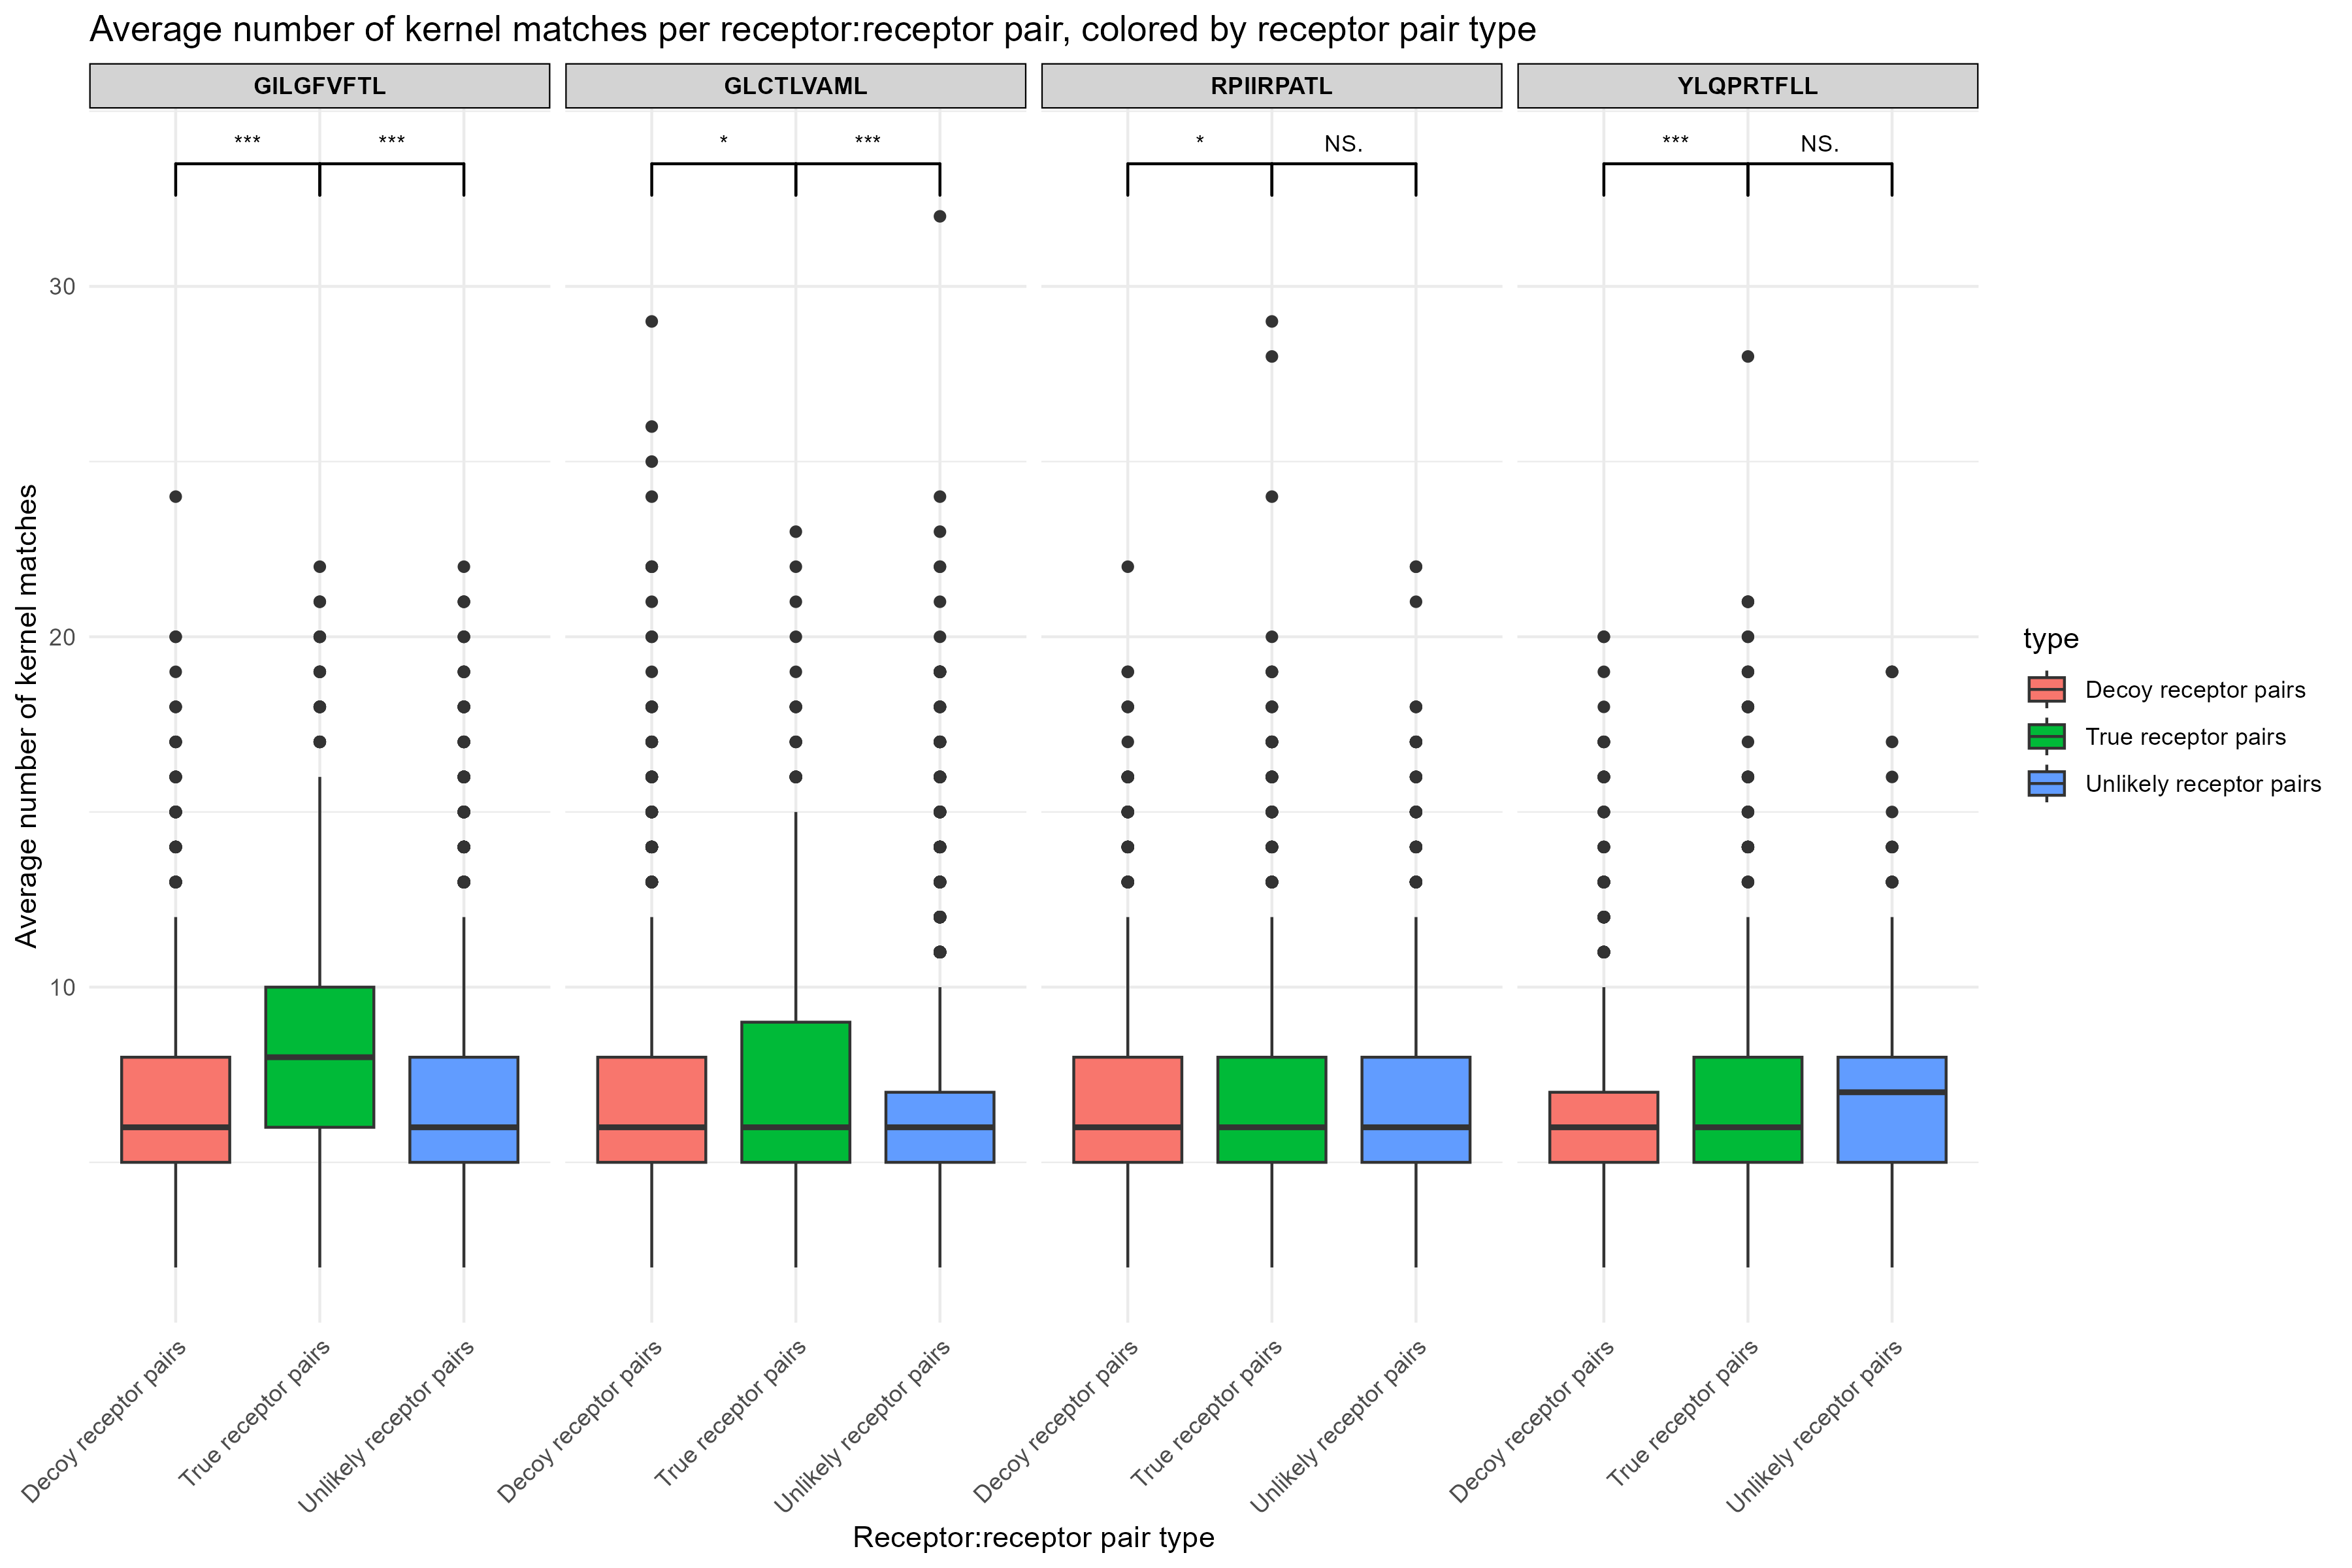 Average number of kernel matches per receptor:receptor pair, colored by receptor pair type
GILGFVFTL
GLCTLVAML
RPIIRPATL
YLQPRTFLL
*** ***
* ***
* NS.
*** NS.
30
20
10
Average number of kernel matches
Decoy receptor pairs
True receptor pairs
Unlikely receptor pairs
Decoy receptor pairs
True receptor pairs
Unlikely receptor pairs
Decoy receptor pairs
True receptor pairs
Unlikely receptor pairs
Decoy receptor pairs
True receptor pairs
Unlikely receptor pairs
Receptor:receptor pair type
type
Decoy receptor pairs
True receptor pairs
Unlikely receptor pairs